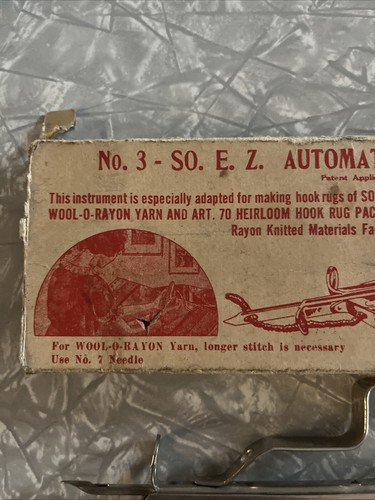 No. 3 - SO. E. Z. AUTOMAT
Patent Applic
This instrument is especially adapted for making hook rugs of SO
WOOL-O-RAYON YARN AND ART. 70 HEIRLOOM HOOK RUG PAC
Rayon Knitted Materials Fa
For WOOL-O-RAYON Yarn, longer stitch is necessary
Use No. 7 Needle